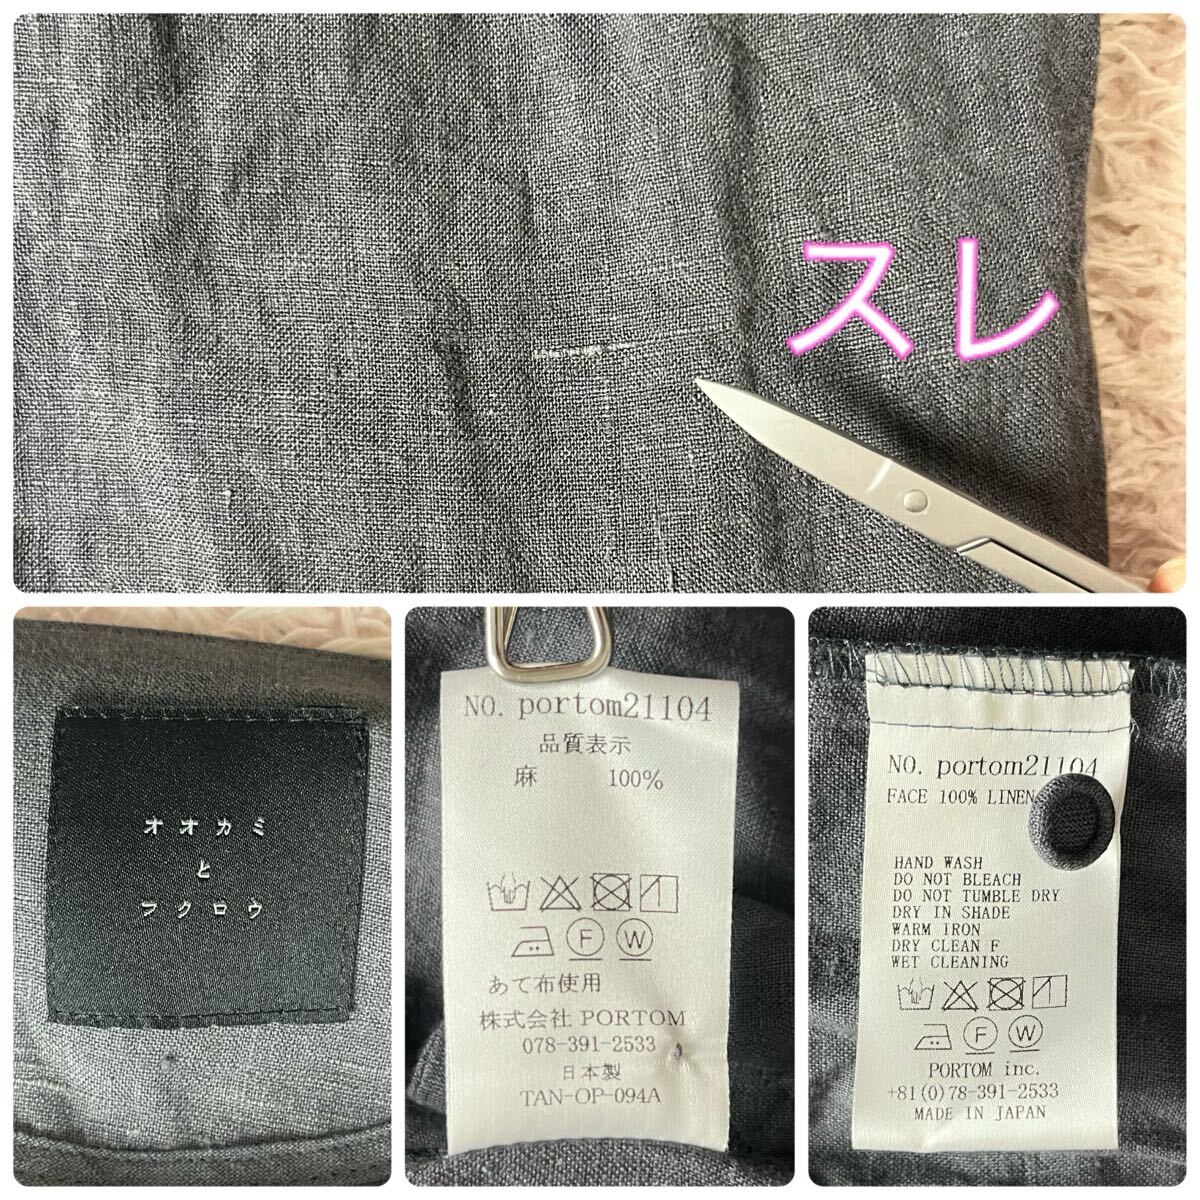 スレ
オオカミ
と
フクロウ
NO. portom21104
品質表示
麻 100%
F W
あて布使用
株式会社 PORTOM
078-391-2533
日本製
TAN-OP-094A
NO. portom21104
FACE 100% LINEN
HAND WASH
DO NOT BLEACH
DO NOT TUMBLE DRY
DRY IN SHADE
WARM IRON
DRY CLEAN F
WET CLEANING
F W
PORTOM inc.
+81(0)78-391-2533
MADE IN JAPAN